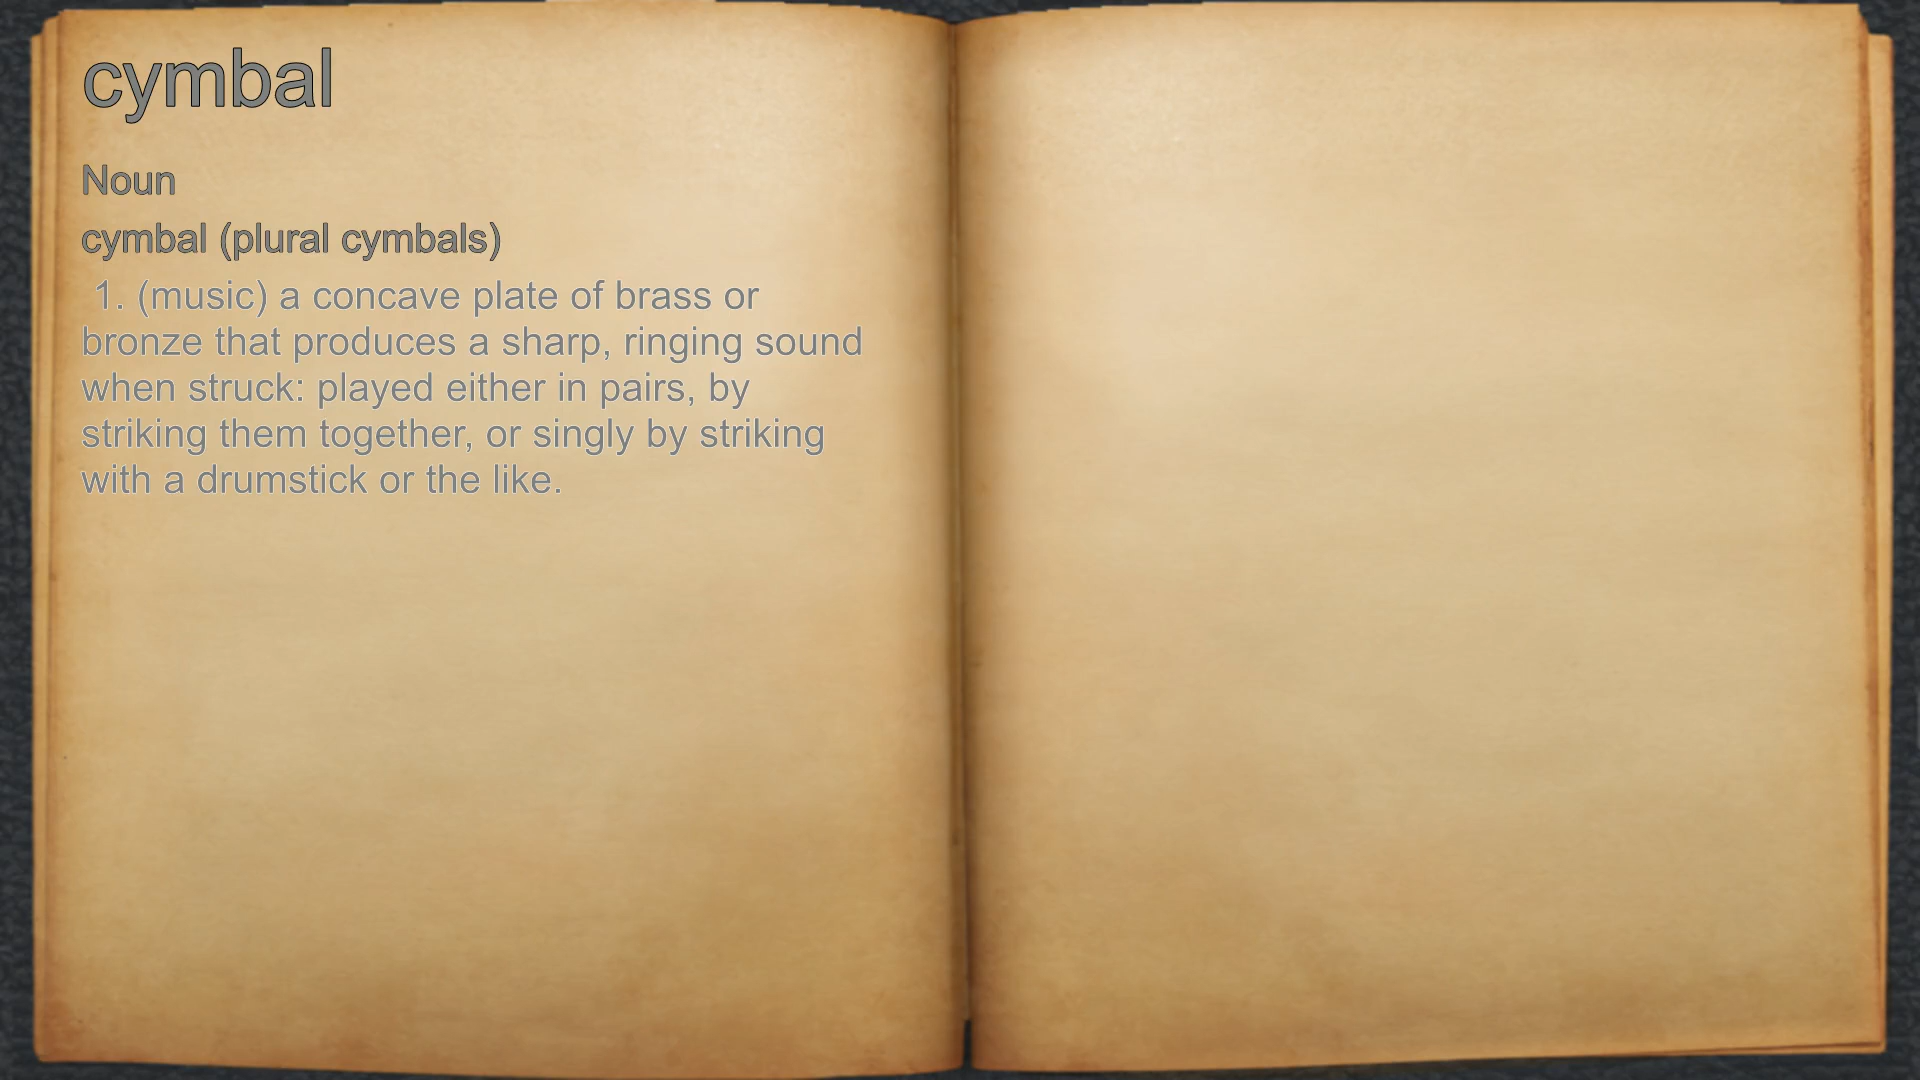 cymbal
Noun
cymbal (plural cymbals)
1. (music) a concave plate of brass or
bronze that produces a sharp, ringing sound
when struck: played either in pairs, by
striking them together, or singly by striking
with a drumstick or the like.